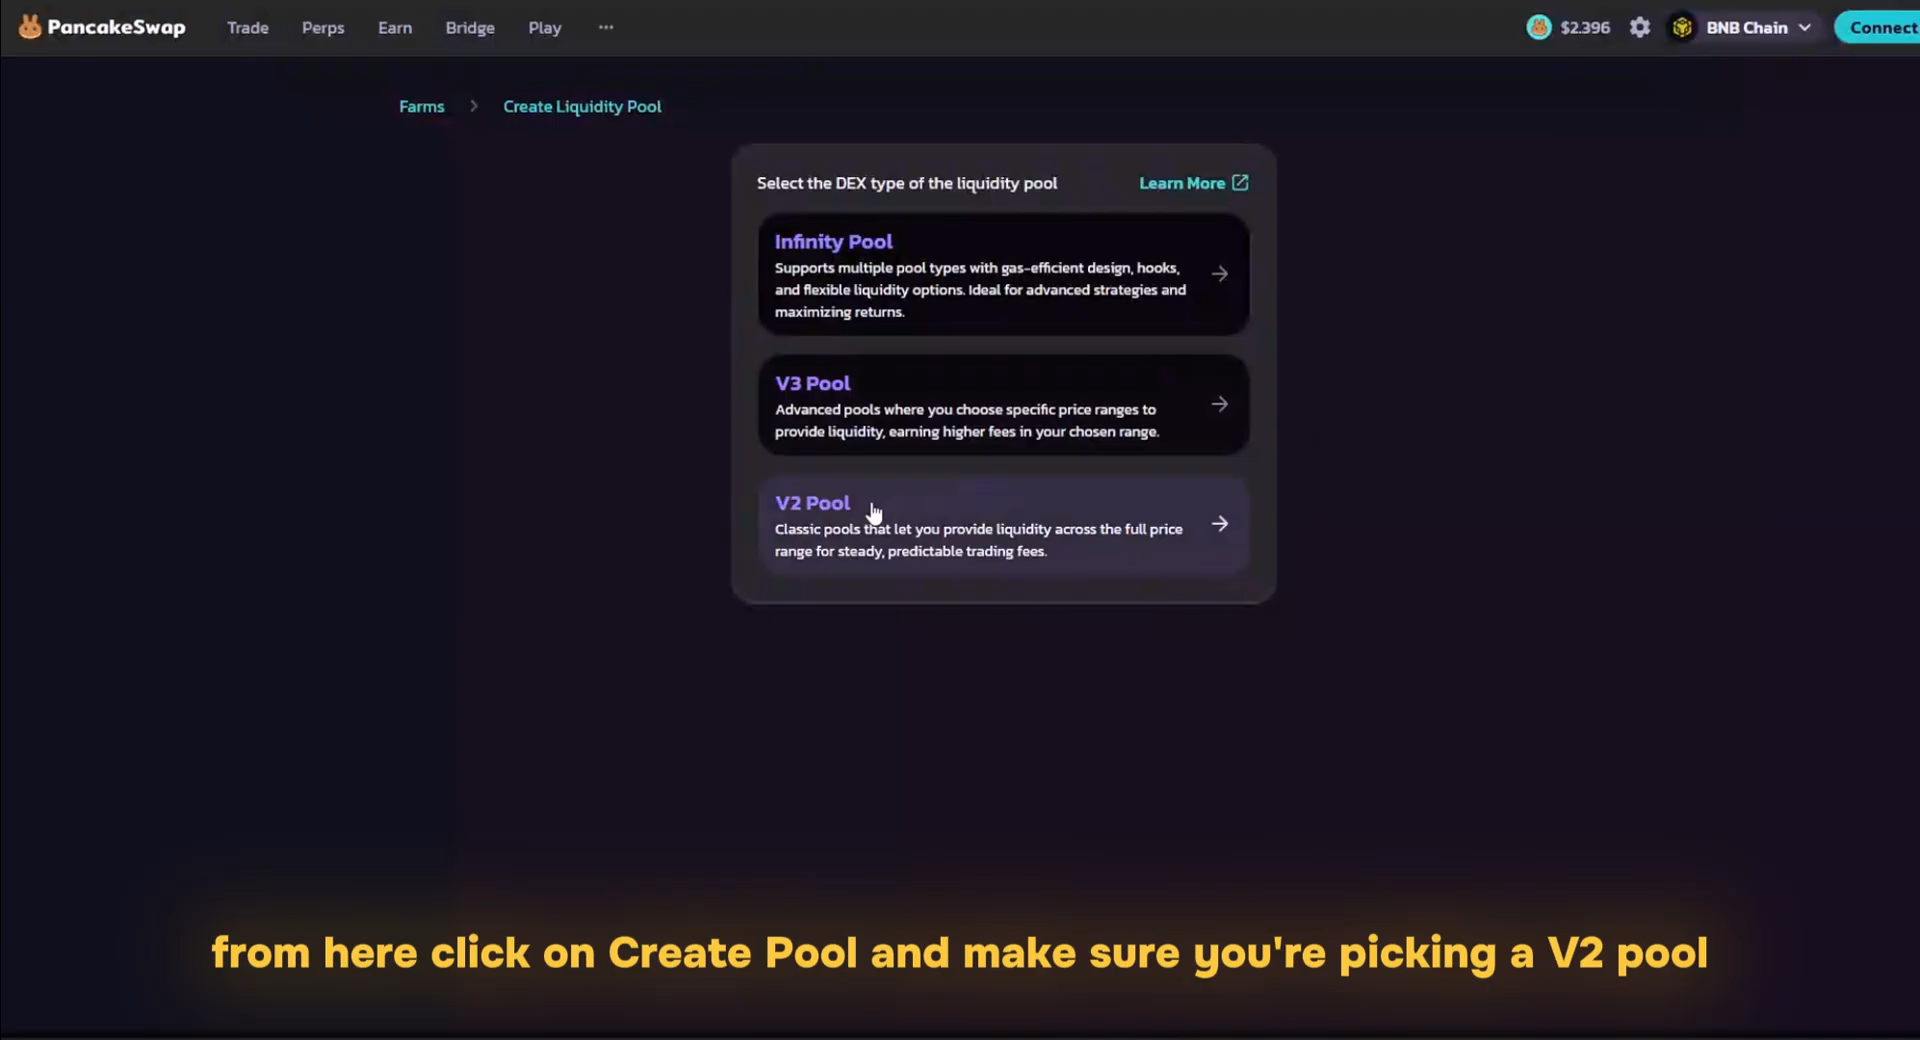 PancakeSwap Trade Perps Earn Bridge Play ••• $2.396 BNB Chain Connect
Farms > Create Liquidity Pool
Select the DEX type of the liquidity pool Learn More
Infinity Pool
Supports multiple pool types with gas-efficient design, hooks,
and flexible liquidity options. Ideal for advanced strategies and
maximizing returns.
V3 Pool
Advanced pools where you choose specific price ranges to
provide liquidity, earning higher fees in your chosen range.
V2 Pool
Classic pools that let you provide liquidity across the full price
range for steady, predictable trading fees.
from here click on Create Pool and make sure you're picking a V2 pool